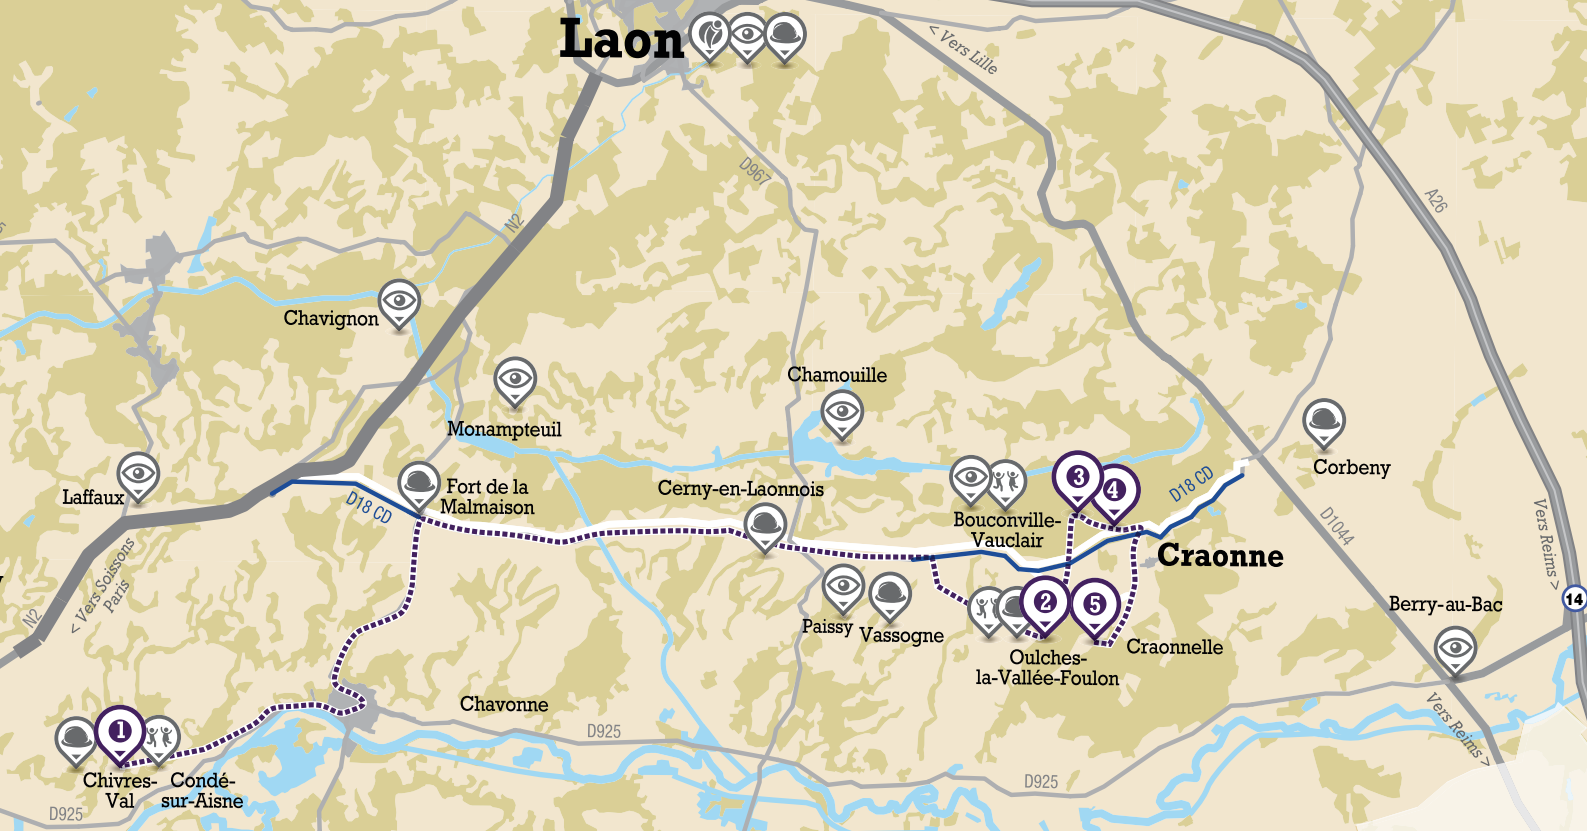 Laon
< Vers Lille
D967
A26
N2
Chavignon
Chamouille
Monampteuil
Corbeny
Laffaux
Fort de la
Malmaison
D18 CD
Cerny-en-Laonnois
3
4
D18 CD
Bouconville-
Vauclair
D1044
Craonne
Vers Reims >
14
< Vers Soissons
Paris
N2
2
5
Berry-au-Bac
Paissy
Vassogne
Craonnelle
Oulches-
la-Vallée-Foulon
Chavonne
1
D925
Vers Reims >
Chivres-
Val
Condé-
sur-Aisne
D925
D925